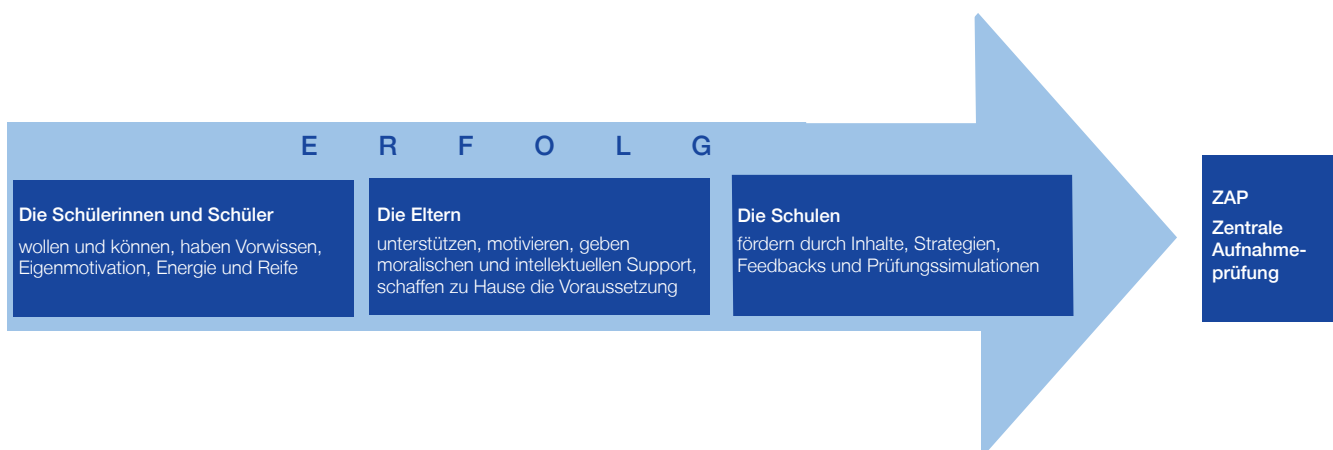 E R F O L G
Die Schülerinnen und Schüler
wollen und können, haben Vorwissen,
Eigenmotivation, Energie und Reife
Die Eltern
unterstützen, motivieren, geben
moralischen und intellektuellen Support,
schaffen zu Hause die Voraussetzung
Die Schulen
fördern durch Inhalte, Strategien,
Feedbacks und Prüfungssimulationen
ZAP
Zentrale
Aufnahme-
prüfung